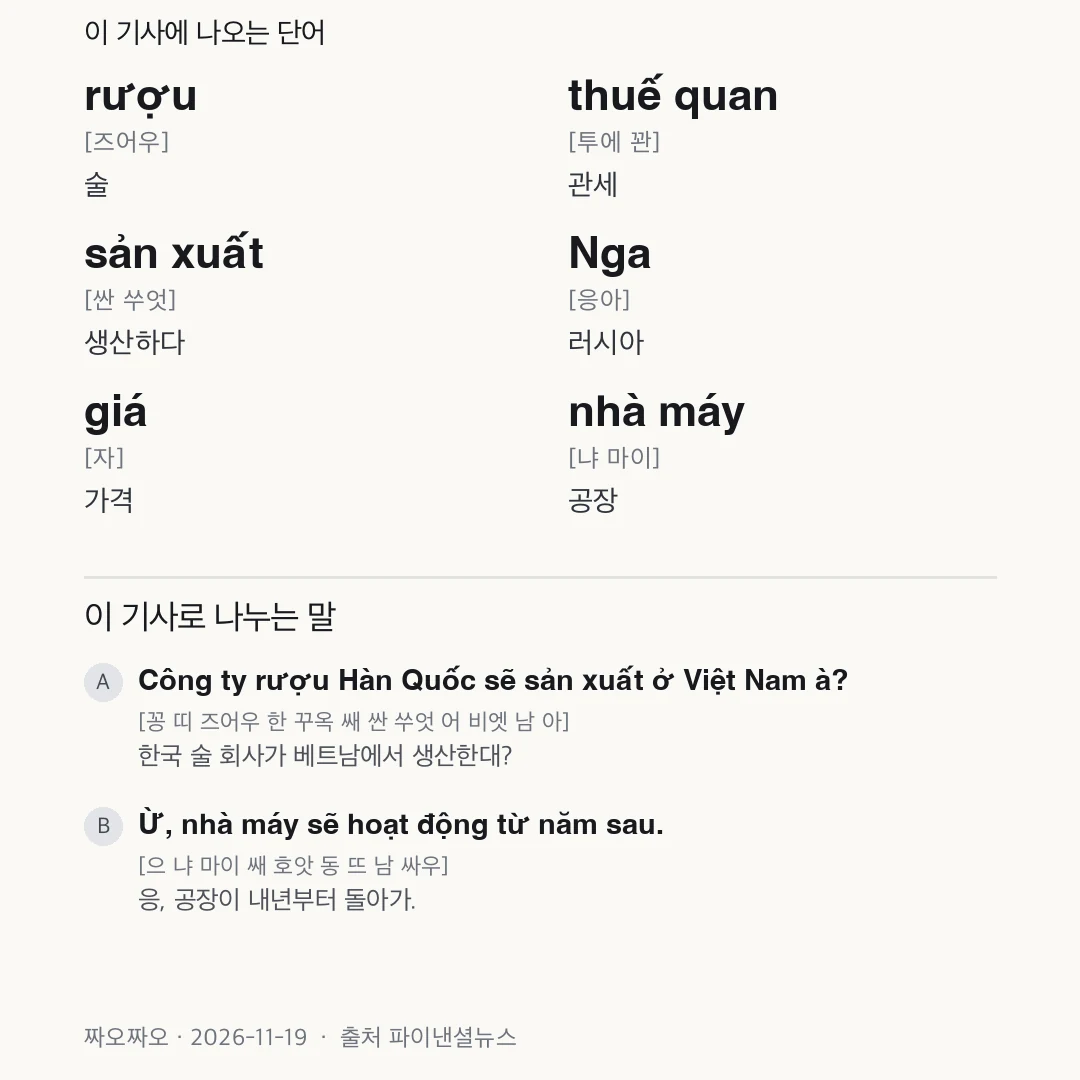 이 기사에 나오는 단어
rượu
[즈어우]
술
thuế quan
[투에 꽌]
관세
sản xuất
[싼 쑤엇]
생산하다
Nga
[응아]
러시아
giá
[자]
가격
nhà máy
[냐 마이]
공장
이 기사로 나누는 말
A Công ty rượu Hàn Quốc sẽ sản xuất ở Việt Nam à?
[꽁 띠 즈어우 한 꾸옥 쌔 싼 쑤엇 어 비엣 남 아]
한국 술 회사가 베트남에서 생산한대?
B Ừ, nhà máy sẽ hoạt động từ năm sau.
[으 냐 마이 쌔 호앗 동 뜨 남 싸우]
응, 공장이 내년부터 돌아가.
짜오짜오 · 2026-11-19 · 출처 파이낸셜뉴스